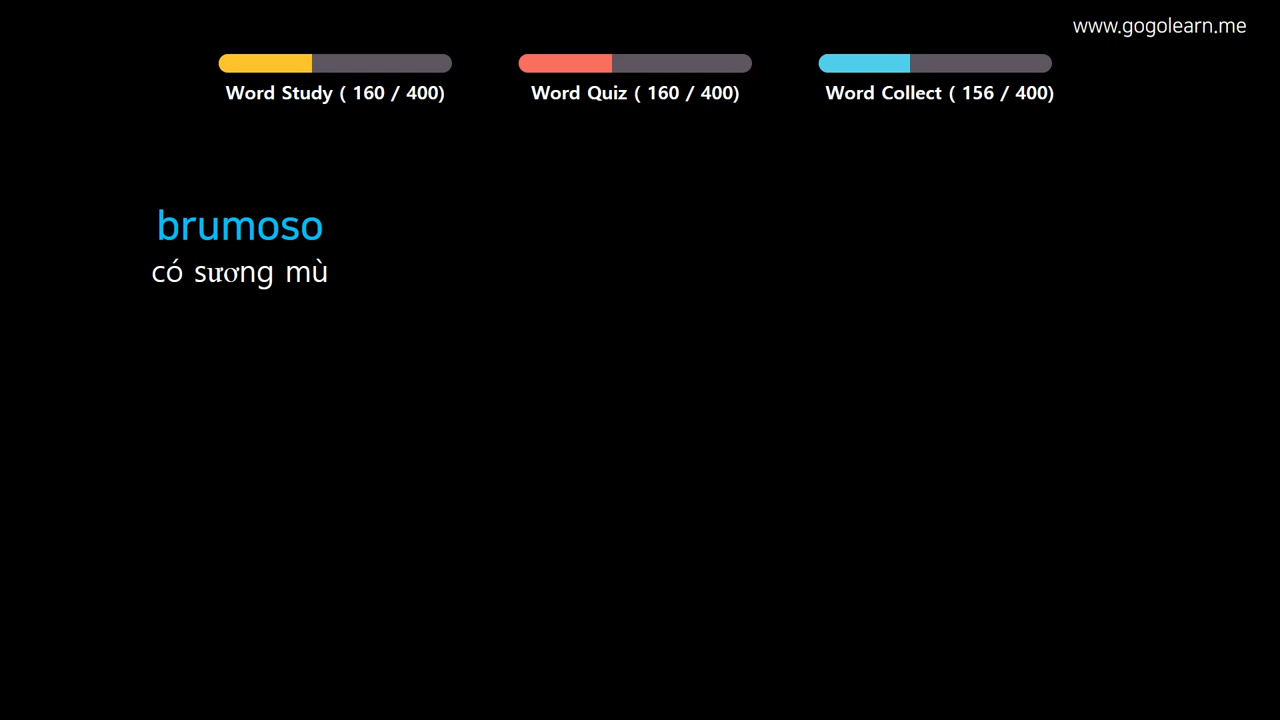 www.gogolearn.me
Word Study ( 160 / 400)
Word Quiz ( 160 / 400)
Word Collect ( 156 / 400)
brumoso
có sương mù